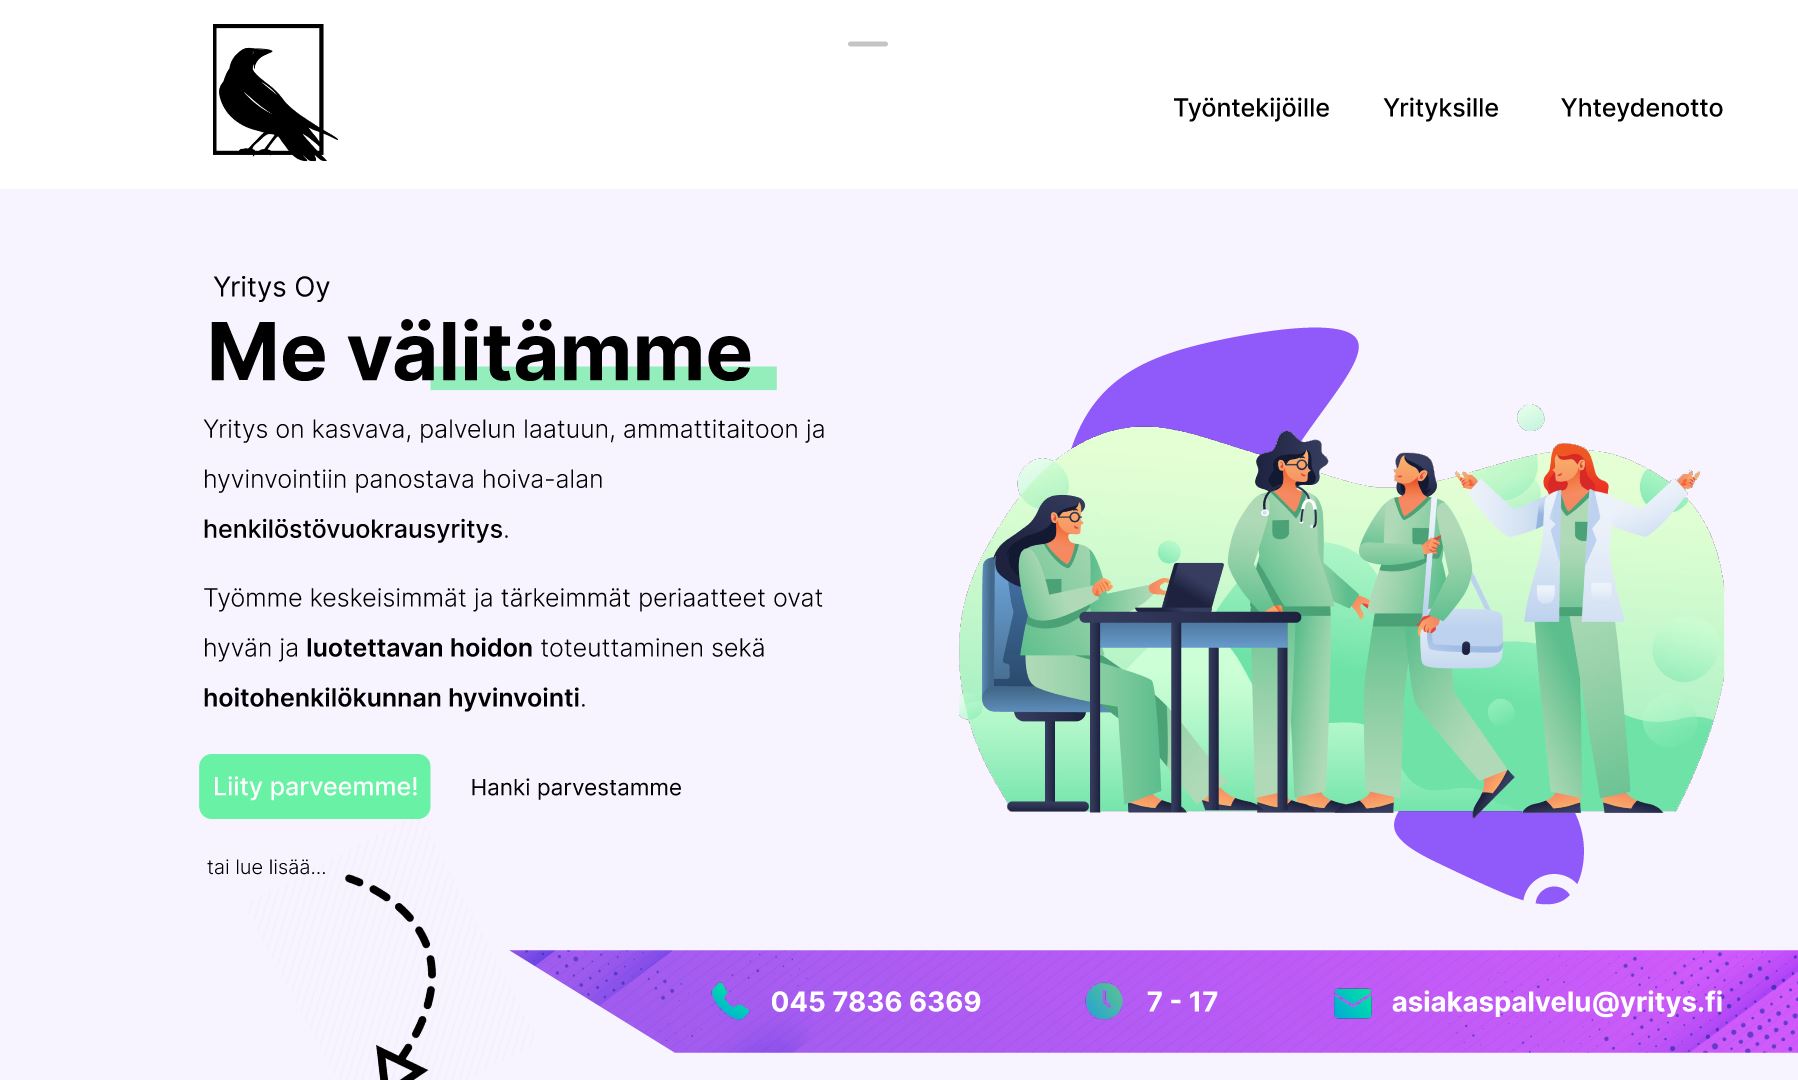 Työntekijöille
Yrityksille
Yhteydenotto
Yritys Oy
Me välitämme
Yritys on kasvava, palvelun laatuun, ammattitaitoon ja
hyvinvointiin panostava hoiva-alan
henkilöstövuokrausyritys.
Työmme keskeisimmät ja tärkeimmät periaatteet ovat
hyvän ja luotettavan hoidon toteuttaminen sekä
hoitohenkilökunnan hyvinvointi.
Liity parveemme!
Hanki parvestamme
tai lue lisää...
045 7836 6369
7 - 17
asiakaspalvelu@yritys.fi